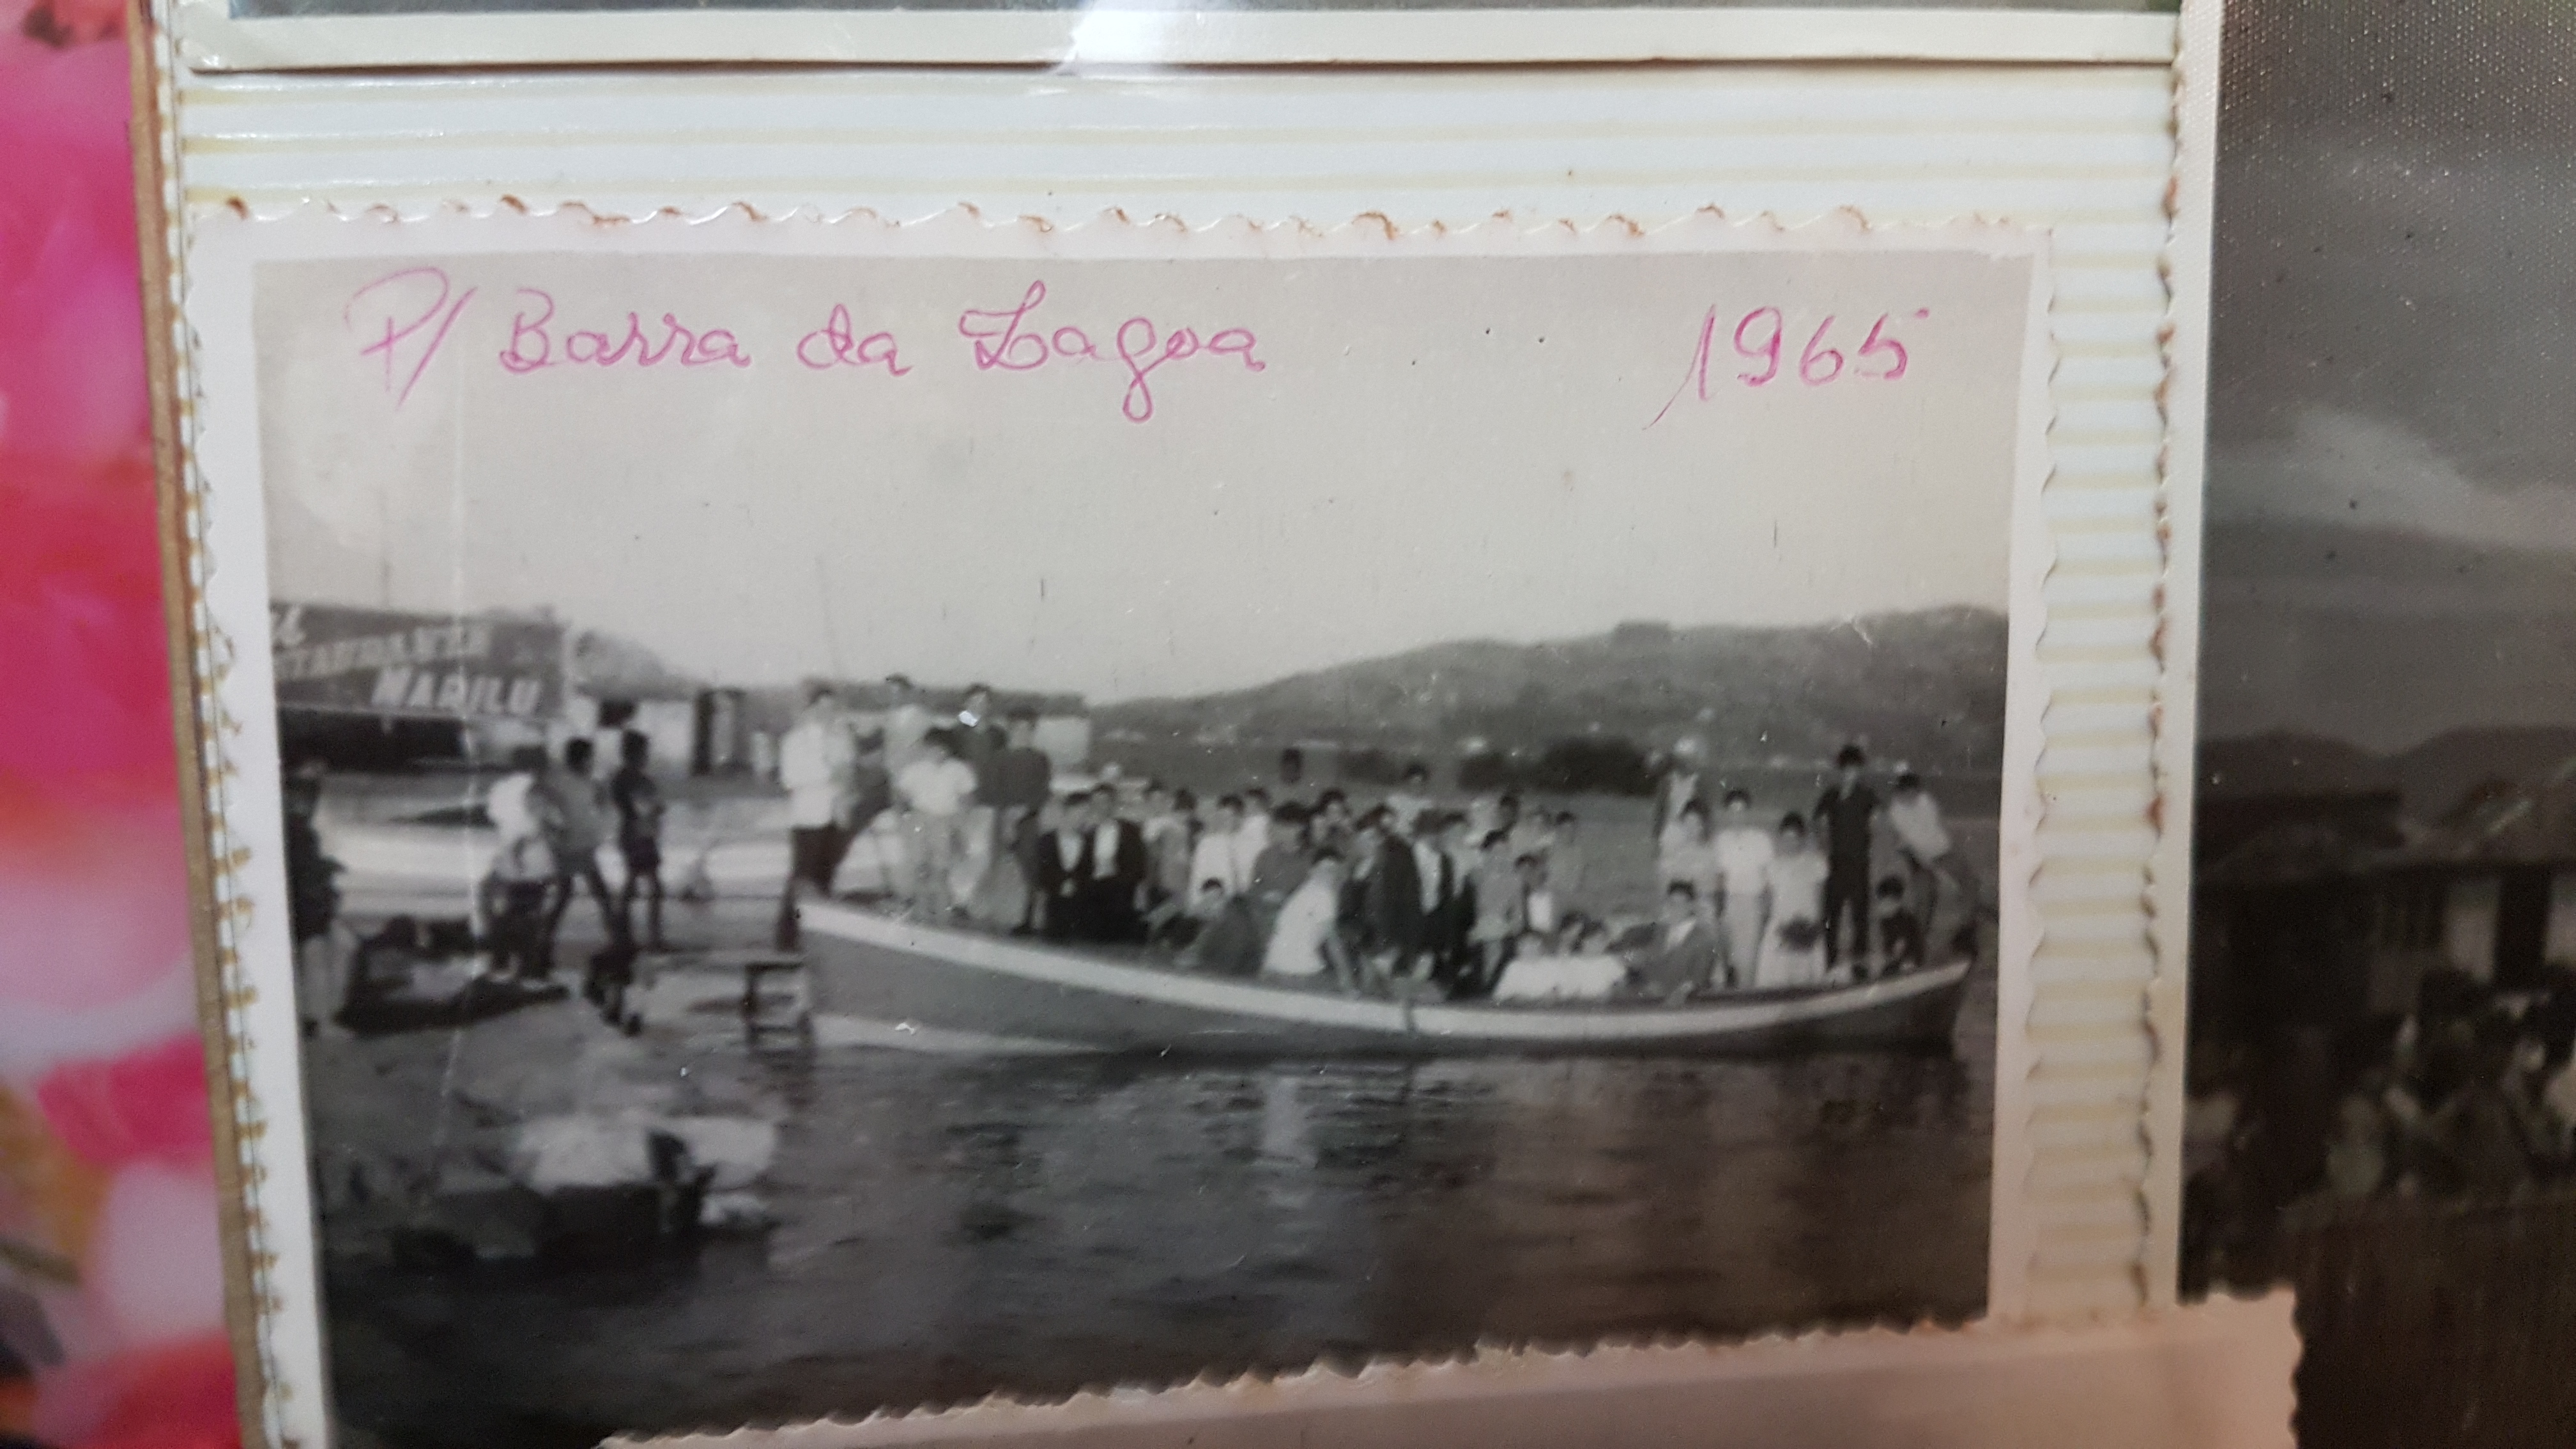 P/ Barra da Lagoa 1965
MARILU